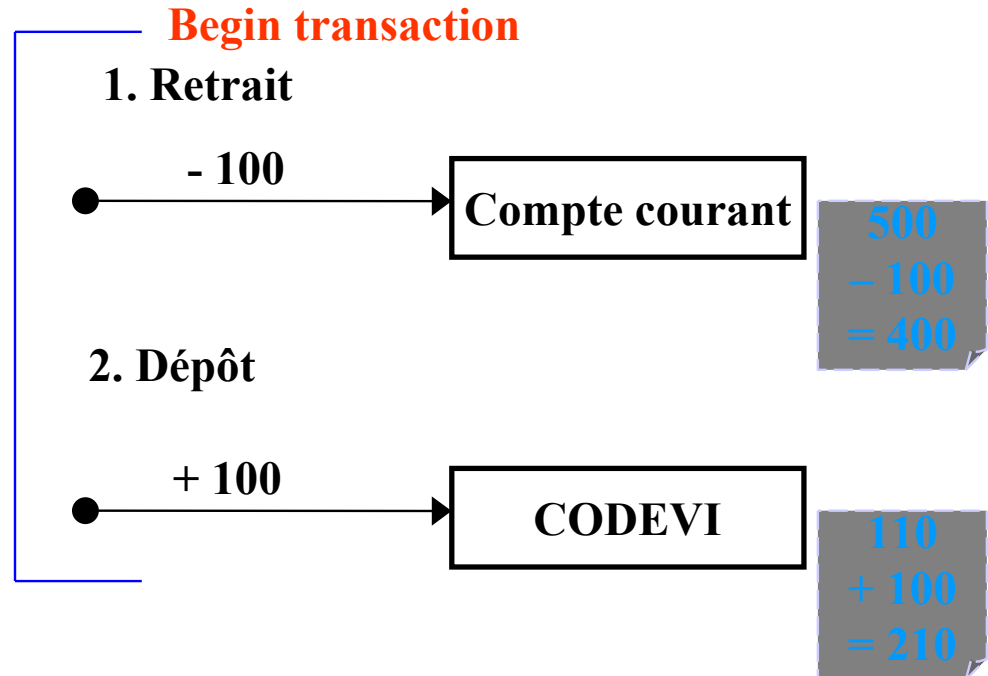 Begin transaction
1. Retrait
- 100
Compte courant
500
– 100
= 400
2. Dépôt
+ 100
CODEVI
110
+ 100
= 210